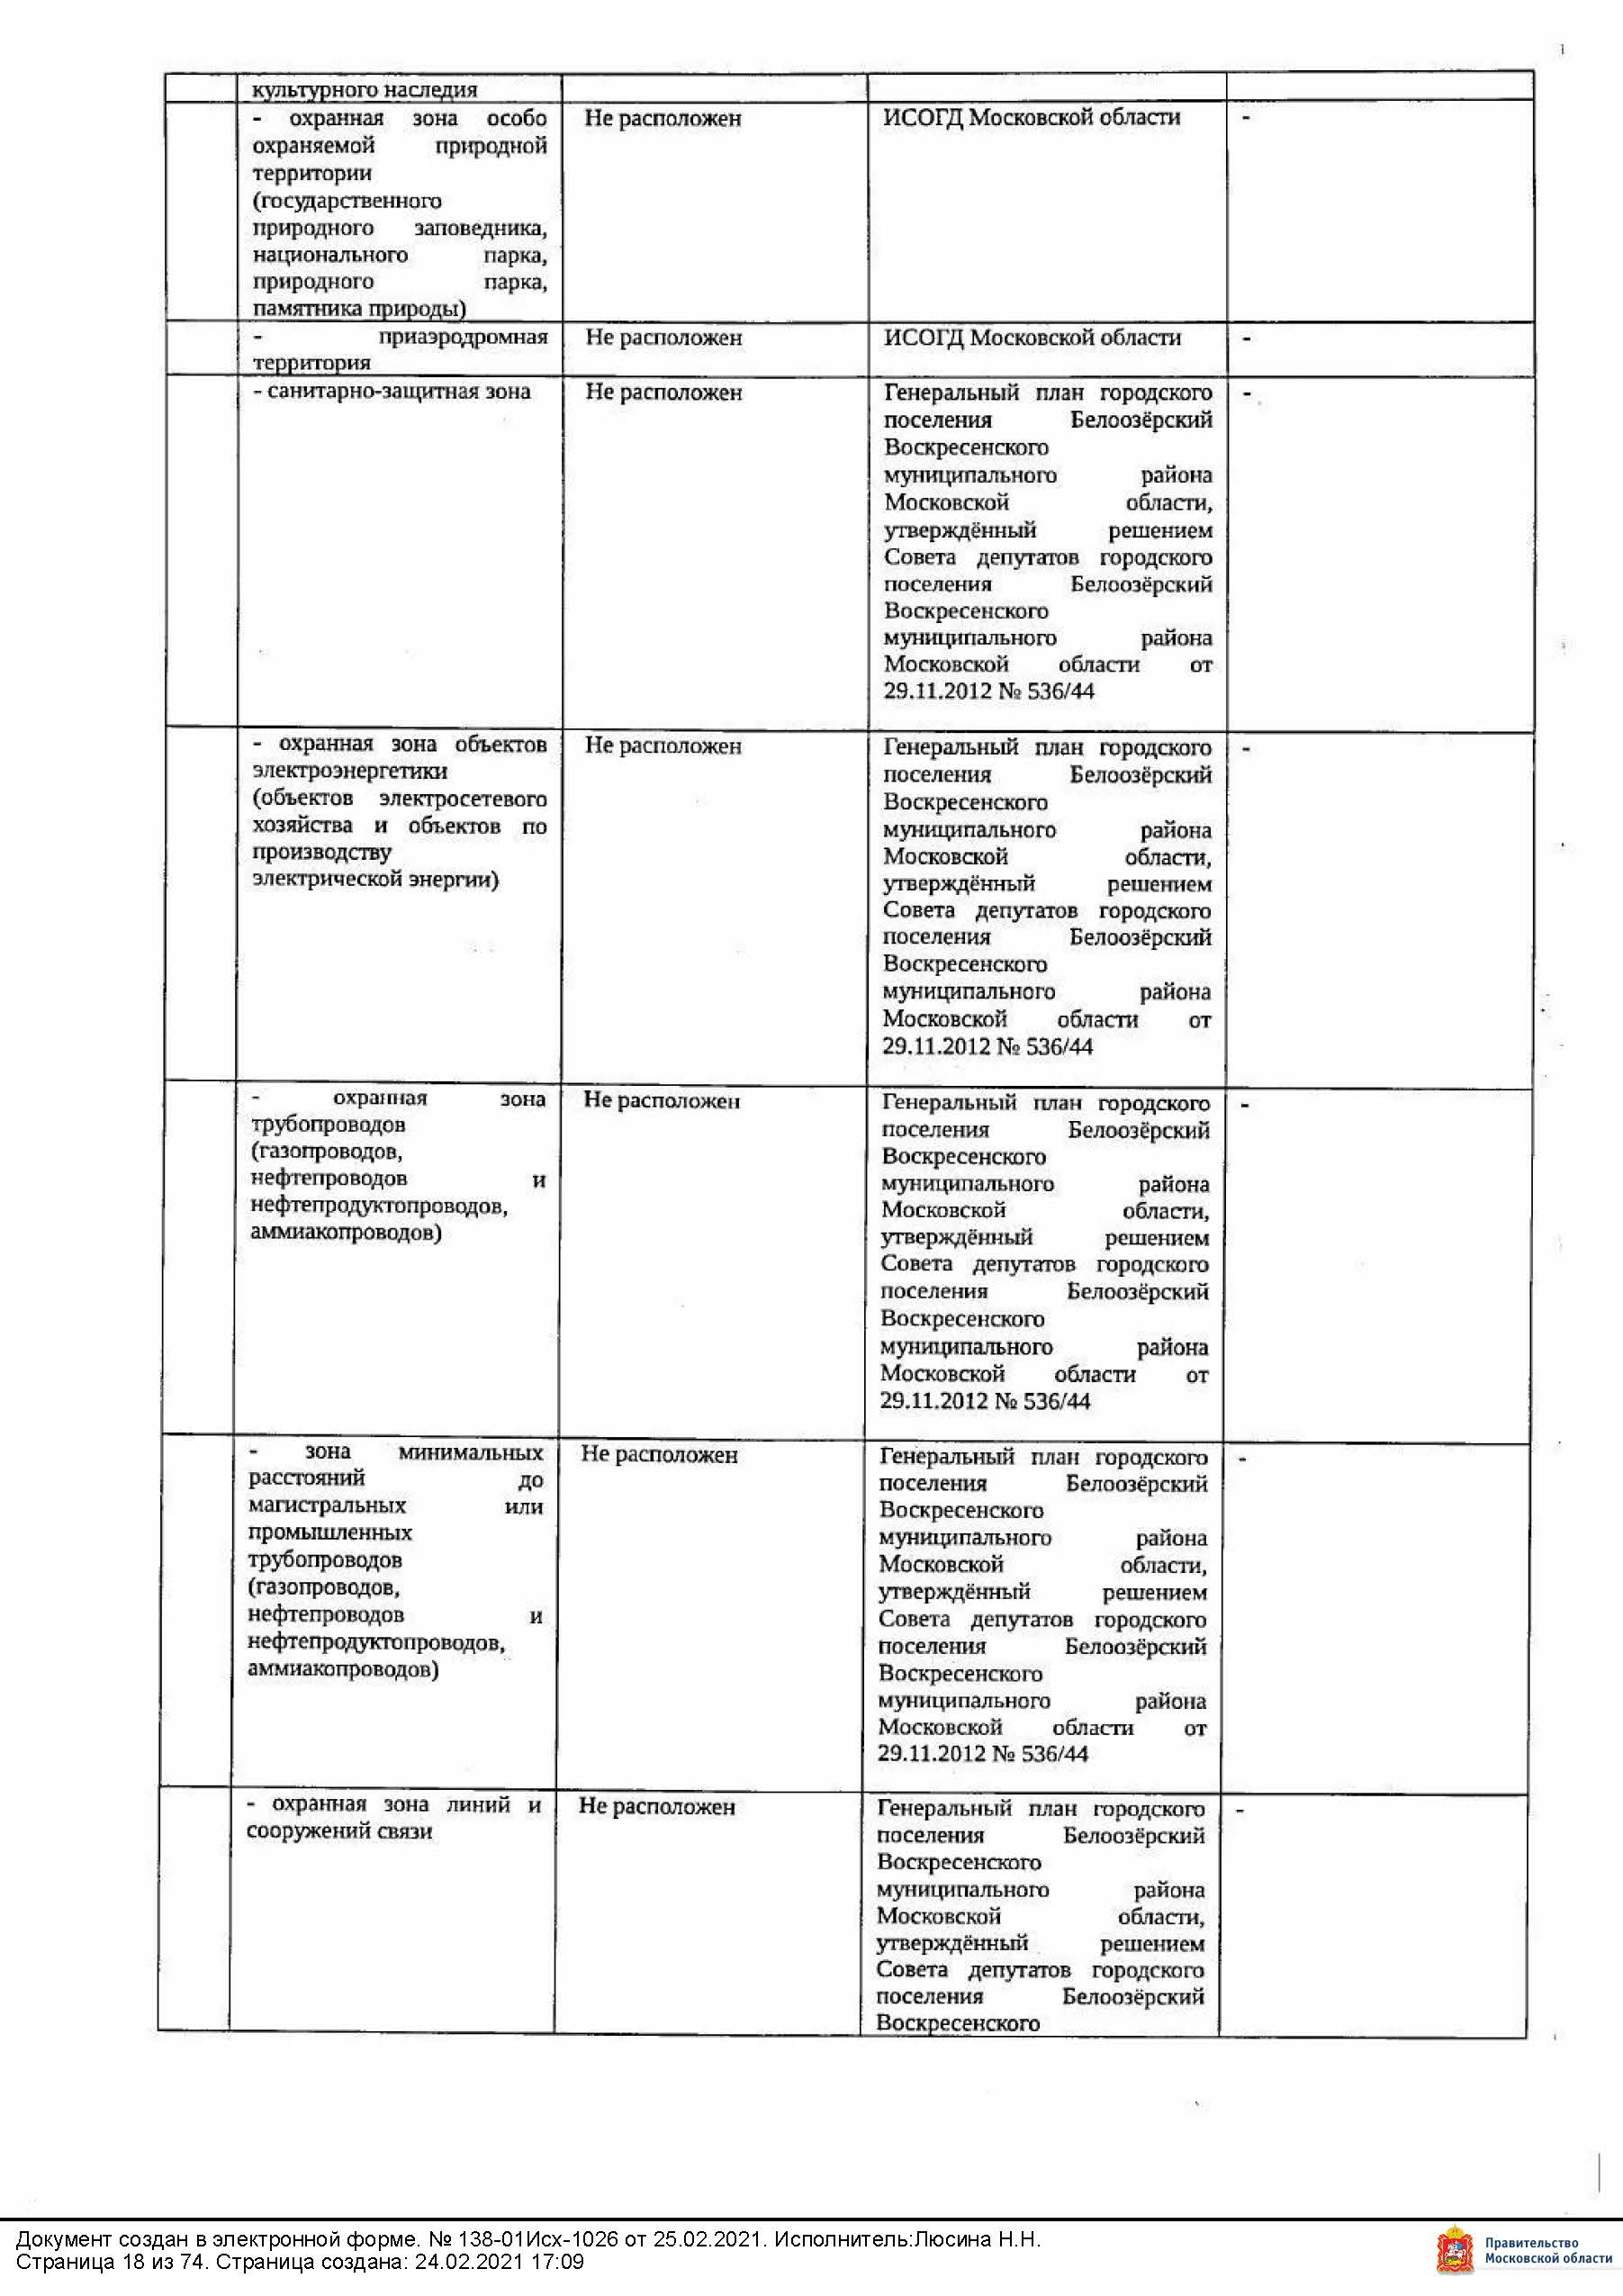 культурного наследия
- охранная зона особо
охраняемой природной
территории
(государственного
природного заповедника,
национального парка,
природного парка,
памятника природы)
Не расположен
ИСОГД Московской области
-
- приаэродромная
территория
Не расположен
ИСОГД Московской области
-
- санитарно-защитная зона
Не расположен
Генеральный план городского
поселения Белоозёрский
Воскресенского
муниципального района
Московской области,
утверждённый решением
Совета депутатов городского
поселения Белоозёрский
Воскресенского
муниципального района
Московской области от
29.11.2012 № 536/44
-
- охранная зона объектов
электроэнергетики
(объектов электросетевого
хозяйства и объектов по
производству
электрической энергии)
Не расположен
Генеральный план городского
поселения Белоозёрский
Воскресенского
муниципального района
Московской области,
утверждённый решением
Совета депутатов городского
поселения Белоозёрский
Воскресенского
муниципального района
Московской области от
29.11.2012 № 536/44
-
- охранная зона
трубопроводов
(газопроводов,
нефтепроводов и
нефтепродуктопроводов,
аммиакопроводов)
Не расположен
Генеральный план городского
поселения Белоозёрский
Воскресенского
муниципального района
Московской области,
утверждённый решением
Совета депутатов городского
поселения Белоозёрский
Воскресенского
муниципального района
Московской области от
29.11.2012 № 536/44
-
- зона минимальных
расстояний до
магистральных или
промышленных
трубопроводов
(газопроводов,
нефтепроводов и
нефтепродуктопроводов,
аммиакопроводов)
Не расположен
Генеральный план городского
поселения Белоозёрский
Воскресенского
муниципального района
Московской области,
утверждённый решением
Совета депутатов городского
поселения Белоозёрский
Воскресенского
муниципального района
Московской области от
29.11.2012 № 536/44
-
- охранная зона линий и
сооружений связи
Не расположен
Генеральный план городского
поселения Белоозёрский
Воскресенского
муниципального района
Московской области,
утверждённый решением
Совета депутатов городского
поселения Белоозёрский
Воскресенского
-
Документ создан в электронной форме. № 138-01Исх-1026 от 25.02.2021. Исполнитель:Люсина Н.Н.
Страница 18 из 74. Страница создана: 24.02.2021 17:09
Правительство
Московской области